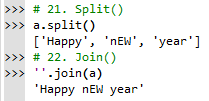 >>> # 21. Split()
>>> a.split()
['Happy', 'nEW', 'year']
>>> # 22. Join()
>>> ''.join(a)
'Happy nEW year'